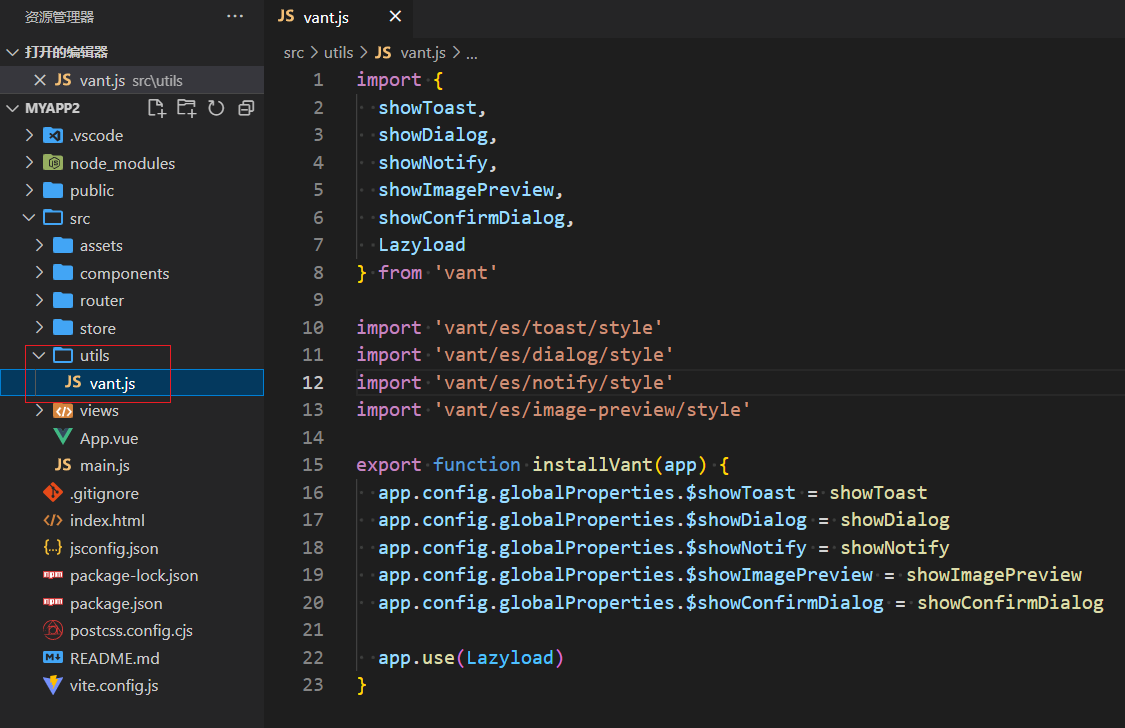 资源管理器
···
打开的编辑器
JS vant.js src\utils
MYAPP2
.vscode
node_modules
public
src
assets
components
router
store
utils
JS vant.js
views
App.vue
JS main.js
.gitignore
index.html
{..} jsconfig.json
npm package-lock.json
npm package.json
postcss.config.cjs
README.md
vite.config.js
JS vant.js
src > utils > JS vant.js > ...
1 import {
2 showToast,
3 showDialog,
4 showNotify,
5 showImagePreview,
6 showConfirmDialog,
7 Lazyload
8 } from 'vant'
9
10 import 'vant/es/toast/style'
11 import 'vant/es/dialog/style'
12 import 'vant/es/notify/style'
13 import 'vant/es/image-preview/style'
14
15 export function installVant(app) {
16 app.config.globalProperties.$showToast = showToast
17 app.config.globalProperties.$showDialog = showDialog
18 app.config.globalProperties.$showNotify = showNotify
19 app.config.globalProperties.$showImagePreview = showImagePreview
20 app.config.globalProperties.$showConfirmDialog = showConfirmDialog
21
22 app.use(Lazyload)
23 }